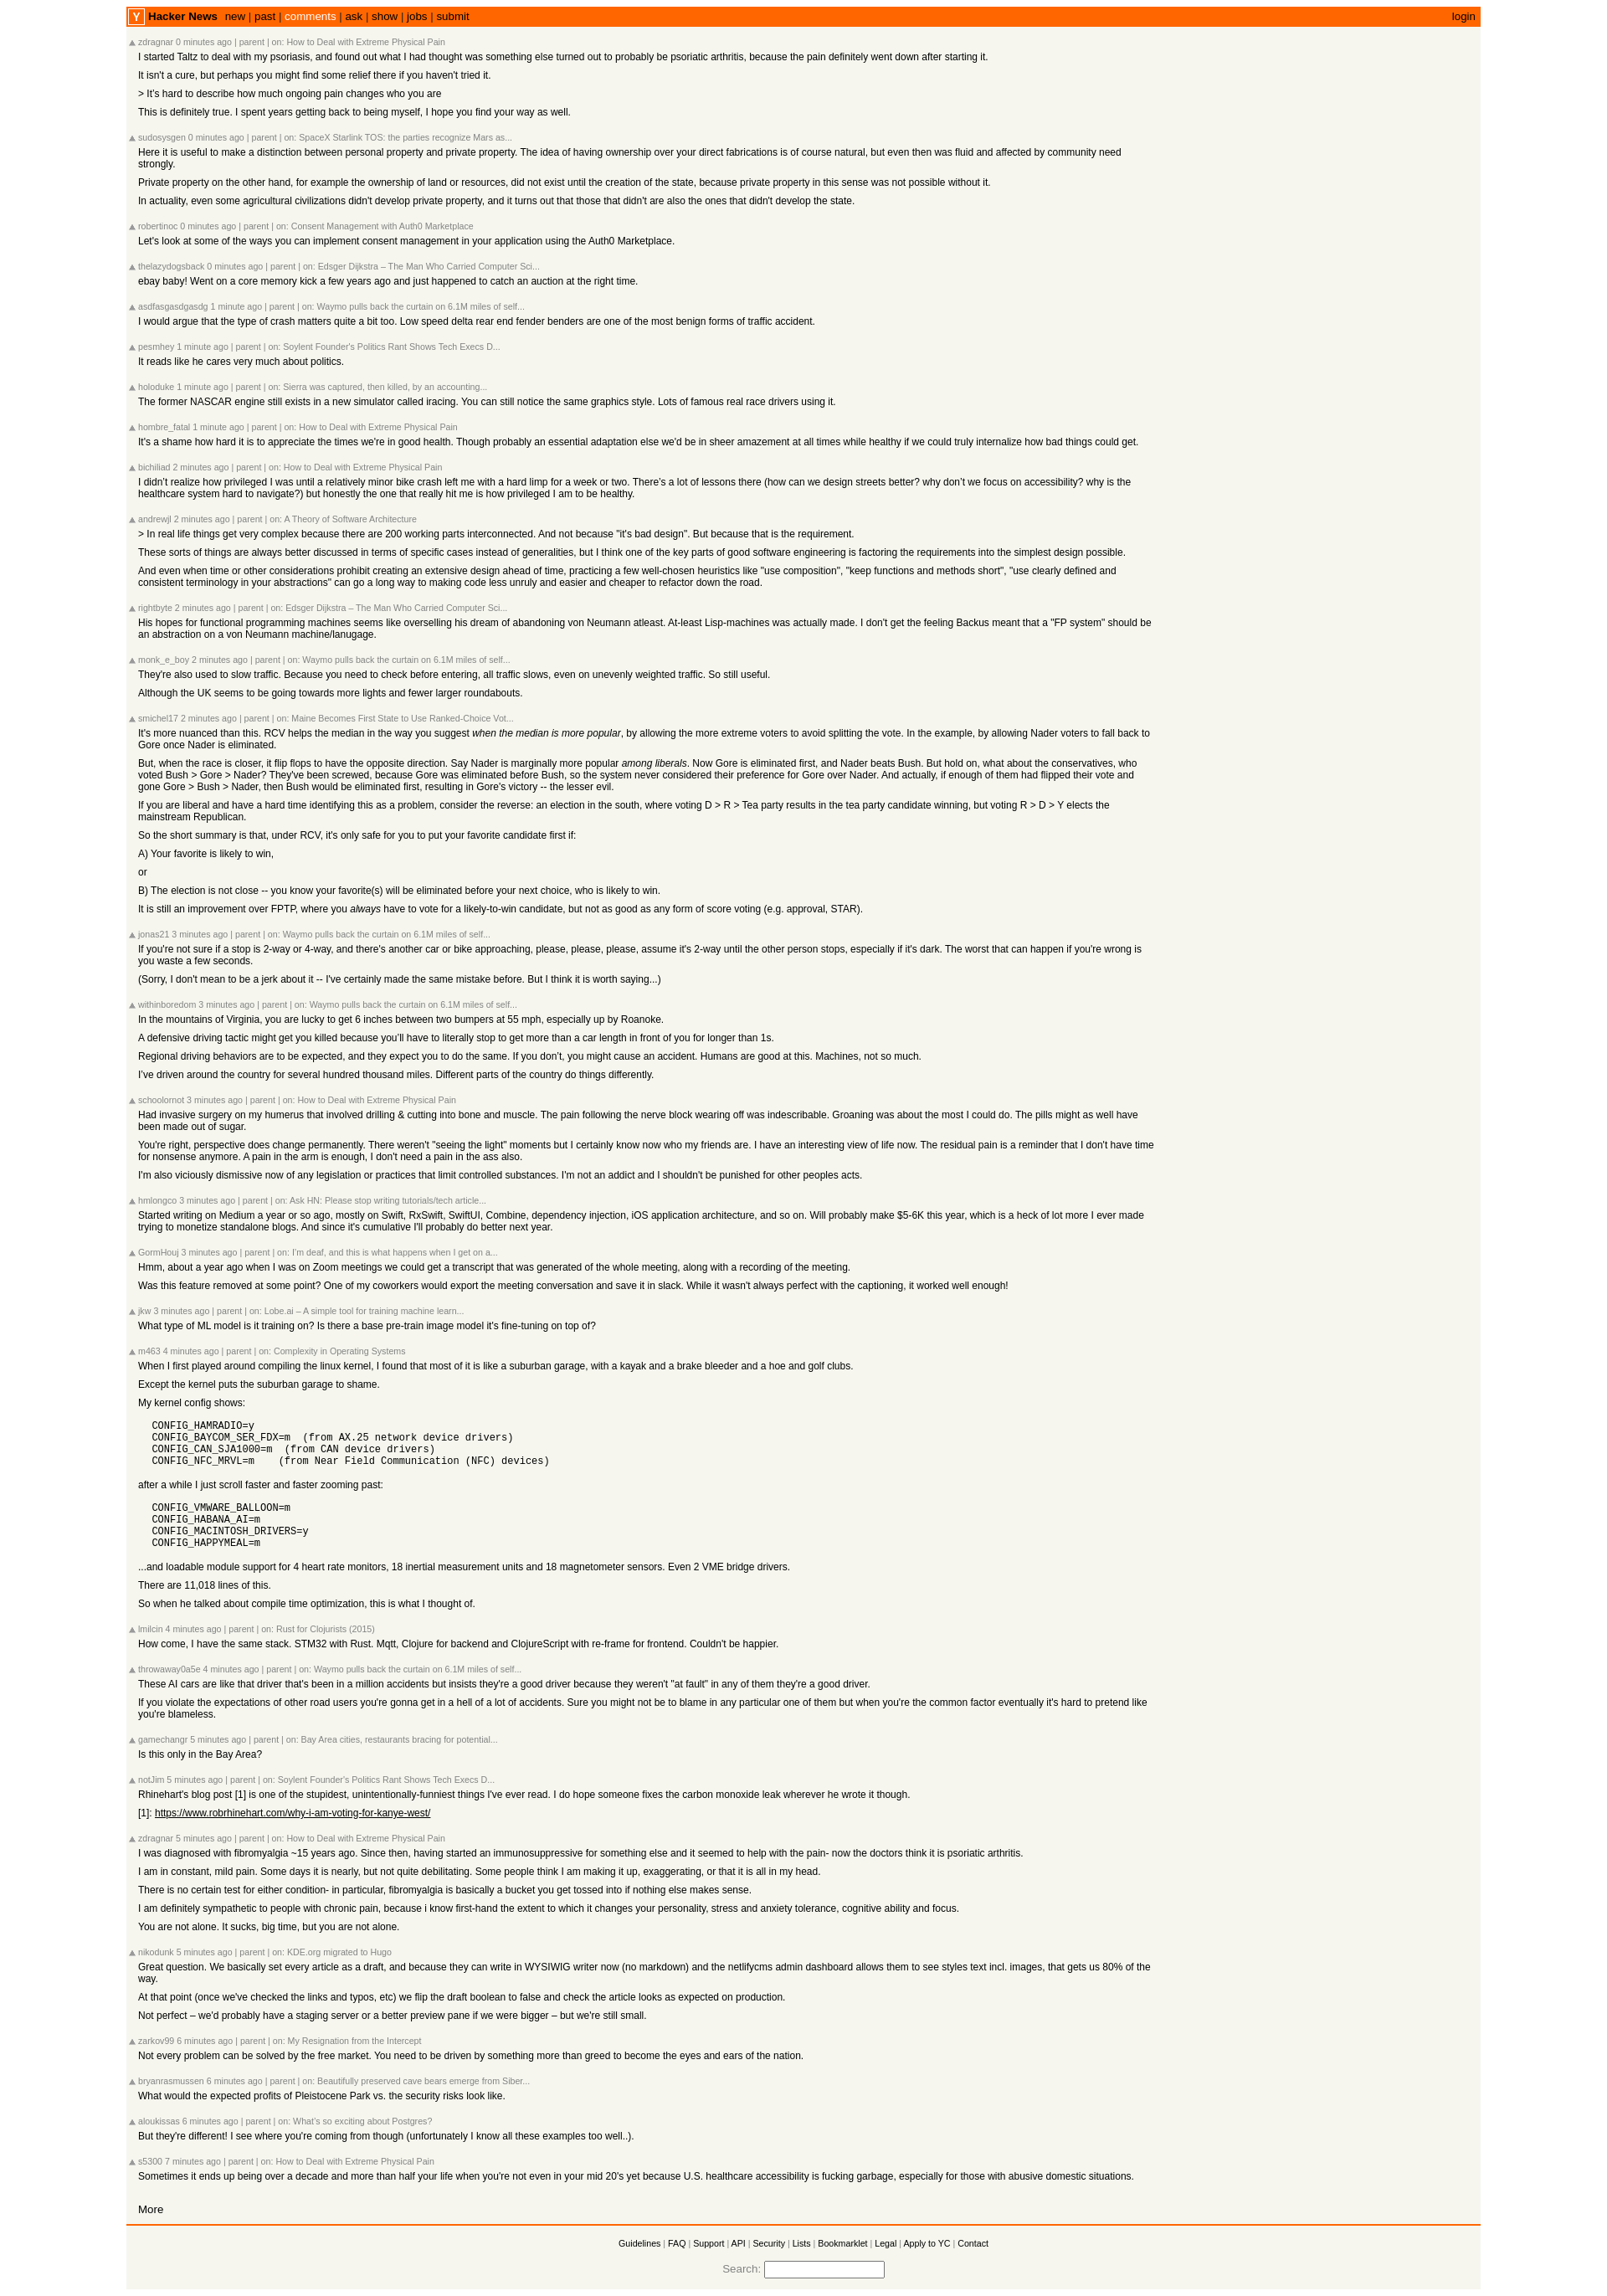 Y Hacker News new | past | comments | ask | show | jobs | submit login
zdragnar 0 minutes ago | parent | on: How to Deal with Extreme Physical Pain
I started Taltz to deal with my psoriasis, and found out what I had thought was something else turned out to probably be psoriatic arthritis, because the pain definitely went down after starting it.
It isn't a cure, but perhaps you might find some relief there if you haven't tried it.
> It's hard to describe how much ongoing pain changes who you are
This is definitely true. I spent years getting back to being myself, I hope you find your way as well.
sudosysgen 0 minutes ago | parent | on: SpaceX Starlink TOS: the parties recognize Mars as...
Here it is useful to make a distinction between personal property and private property. The idea of having ownership over your direct fabrications is of course natural, but even then was fluid and affected by community need
strongly.
Private property on the other hand, for example the ownership of land or resources, did not exist until the creation of the state, because private property in this sense was not possible without it.
In actuality, even some agricultural civilizations didn't develop private property, and it turns out that those that didn't are also the ones that didn't develop the state.
robertinoc 0 minutes ago | parent | on: Consent Management with Auth0 Marketplace
Let's look at some of the ways you can implement consent management in your application using the Auth0 Marketplace.
thelazydogsback 0 minutes ago | parent | on: Edsger Dijkstra – The Man Who Carried Computer Sci...
ebay baby! Went on a core memory kick a few years ago and just happened to catch an auction at the right time.
asdfasgasdgasdg 1 minute ago | parent | on: Waymo pulls back the curtain on 6.1M miles of self...
I would argue that the type of crash matters quite a bit too. Low speed delta rear end fender benders are one of the most benign forms of traffic accident.
pesmhey 1 minute ago | parent | on: Soylent Founder's Politics Rant Shows Tech Execs D...
It reads like he cares very much about politics.
holoduke 1 minute ago | parent | on: Sierra was captured, then killed, by an accounting...
The former NASCAR engine still exists in a new simulator called iracing. You can still notice the same graphics style. Lots of famous real race drivers using it.
hombre_fatal 1 minute ago | parent | on: How to Deal with Extreme Physical Pain
It's a shame how hard it is to appreciate the times we're in good health. Though probably an essential adaptation else we'd be in sheer amazement at all times while healthy if we could truly internalize how bad things could get.
bichiliad 2 minutes ago | parent | on: How to Deal with Extreme Physical Pain
I didn't realize how privileged I was until a relatively minor bike crash left me with a hard limp for a week or two. There's a lot of lessons there (how can we design streets better? why don't we focus on accessibility? why is the
healthcare system hard to navigate?) but honestly the one that really hit me is how privileged I am to be healthy.
andrewjl 2 minutes ago | parent | on: A Theory of Software Architecture
> In real life things get very complex because there are 200 working parts interconnected. And not because "it's bad design". But because that is the requirement.
These sorts of things are always better discussed in terms of specific cases instead of generalities, but I think one of the key parts of good software engineering is factoring the requirements into the simplest design possible.
And even when time or other considerations prohibit creating an extensive design ahead of time, practicing a few well-chosen heuristics like "use composition", "keep functions and methods short", "use clearly defined and
consistent terminology in your abstractions" can go a long way to making code less unruly and easier and cheaper to refactor down the road.
rightbyte 2 minutes ago | parent | on: Edsger Dijkstra – The Man Who Carried Computer Sci...
His hopes for functional programming machines seems like overselling his dream of abandoning von Neumann atleast. At-least Lisp-machines was actually made. I don't get the feeling Backus meant that a "FP system" should be
an abstraction on a von Neumann machine/lanugage.
monk_e_boy 2 minutes ago | parent | on: Waymo pulls back the curtain on 6.1M miles of self...
They're also used to slow traffic. Because you need to check before entering, all traffic slows, even on unevenly weighted traffic. So still useful.
Although the UK seems to be going towards more lights and fewer larger roundabouts.
smichel17 2 minutes ago | parent | on: Maine Becomes First State to Use Ranked-Choice Vot...
It's more nuanced than this. RCV helps the median in the way you suggest when the median is more popular, by allowing the more extreme voters to avoid splitting the vote. In the example, by allowing Nader voters to fall back to
Gore once Nader is eliminated.
But, when the race is closer, it flip flops to have the opposite direction. Say Nader is marginally more popular among liberals. Now Gore is eliminated first, and Nader beats Bush. But hold on, what about the conservatives, who
voted Bush > Gore > Nader? They've been screwed, because Gore was eliminated before Bush, so the system never considered their preference for Gore over Nader. And actually, if enough of them had flipped their vote and
gone Gore > Bush > Nader, then Bush would be eliminated first, resulting in Gore's victory -- the lesser evil.
If you are liberal and have a hard time identifying this as a problem, consider the reverse: an election in the south, where voting D > R > Tea party results in the tea party candidate winning, but voting R > D > Y elects the
mainstream Republican.
So the short summary is that, under RCV, it's only safe for you to put your favorite candidate first if:
A) Your favorite is likely to win,
or
B) The election is not close -- you know your favorite(s) will be eliminated before your next choice, who is likely to win.
It is still an improvement over FPTP, where you always have to vote for a likely-to-win candidate, but not as good as any form of score voting (e.g. approval, STAR).
jonas21 3 minutes ago | parent | on: Waymo pulls back the curtain on 6.1M miles of self...
If you're not sure if a stop is 2-way or 4-way, and there's another car or bike approaching, please, please, please, assume it's 2-way until the other person stops, especially if it's dark. The worst that can happen if you're wrong is
you waste a few seconds.
(Sorry, I don't mean to be a jerk about it -- I've certainly made the same mistake before. But I think it is worth saying...)
withinboredom 3 minutes ago | parent | on: Waymo pulls back the curtain on 6.1M miles of self...
In the mountains of Virginia, you are lucky to get 6 inches between two bumpers at 55 mph, especially up by Roanoke.
A defensive driving tactic might get you killed because you'll have to literally stop to get more than a car length in front of you for longer than 1s.
Regional driving behaviors are to be expected, and they expect you to do the same. If you don't, you might cause an accident. Humans are good at this. Machines, not so much.
I've driven around the country for several hundred thousand miles. Different parts of the country do things differently.
schoolornot 3 minutes ago | parent | on: How to Deal with Extreme Physical Pain
Had invasive surgery on my humerus that involved drilling & cutting into bone and muscle. The pain following the nerve block wearing off was indescribable. Groaning was about the most I could do. The pills might as well have
been made out of sugar.
You're right, perspective does change permanently. There weren't "seeing the light" moments but I certainly know now who my friends are. I have an interesting view of life now. The residual pain is a reminder that I don't have time
for nonsense anymore. A pain in the arm is enough, I don't need a pain in the ass also.
I'm also viciously dismissive now of any legislation or practices that limit controlled substances. I'm not an addict and I shouldn't be punished for other peoples acts.
hmlongco 3 minutes ago | parent | on: Ask HN: Please stop writing tutorials/tech article...
Started writing on Medium a year or so ago, mostly on Swift, RxSwift, SwiftUI, Combine, dependency injection, iOS application architecture, and so on. Will probably make $5-6K this year, which is a heck of lot more I ever made
trying to monetize standalone blogs. And since it's cumulative I'll probably do better next year.
GormHouj 3 minutes ago | parent | on: I'm deaf, and this is what happens when I get on a...
Hmm, about a year ago when I was on Zoom meetings we could get a transcript that was generated of the whole meeting, along with a recording of the meeting.
Was this feature removed at some point? One of my coworkers would export the meeting conversation and save it in slack. While it wasn't always perfect with the captioning, it worked well enough!
jkw 3 minutes ago | parent | on: Lobe.ai – A simple tool for training machine learn...
What type of ML model is it training on? Is there a base pre-train image model it's fine-tuning on top of?
m463 4 minutes ago | parent | on: Complexity in Operating Systems
When I first played around compiling the linux kernel, I found that most of it is like a suburban garage, with a kayak and a brake bleeder and a hoe and golf clubs.
Except the kernel puts the suburban garage to shame.
My kernel config shows:
CONFIG_HAMRADIO=y
CONFIG_BAYCOM_SER_FDX=m (from AX.25 network device drivers)
CONFIG_CAN_SJA1000=m (from CAN device drivers)
CONFIG_NFC_MRVL=m (from Near Field Communication (NFC) devices)
after a while I just scroll faster and faster zooming past:
CONFIG_VMWARE_BALLOON=m
CONFIG_HABANA_AI=m
CONFIG_MACINTOSH_DRIVERS=y
CONFIG_HAPPYMEAL=m
...and loadable module support for 4 heart rate monitors, 18 inertial measurement units and 18 magnetometer sensors. Even 2 VME bridge drivers.
There are 11,018 lines of this.
So when he talked about compile time optimization, this is what I thought of.
lmilcin 4 minutes ago | parent | on: Rust for Clojurists (2015)
How come, I have the same stack. STM32 with Rust. Mqtt, Clojure for backend and ClojureScript with re-frame for frontend. Couldn't be happier.
throwaway0a5e 4 minutes ago | parent | on: Waymo pulls back the curtain on 6.1M miles of self...
These AI cars are like that driver that's been in a million accidents but insists they're a good driver because they weren't "at fault" in any of them they're a good driver.
If you violate the expectations of other road users you're gonna get in a hell of a lot of accidents. Sure you might not be to blame in any particular one of them but when you're the common factor eventually it's hard to pretend like
you're blameless.
gamechangr 5 minutes ago | parent | on: Bay Area cities, restaurants bracing for potential...
Is this only in the Bay Area?
notJim 5 minutes ago | parent | on: Soylent Founder's Politics Rant Shows Tech Execs D...
Rhinehart's blog post [1] is one of the stupidest, unintentionally-funniest things I've ever read. I do hope someone fixes the carbon monoxide leak wherever he wrote it though.
[1]: https://www.robrhinehart.com/why-i-am-voting-for-kanye-west/
zdragnar 5 minutes ago | parent | on: How to Deal with Extreme Physical Pain
I was diagnosed with fibromyalgia ~15 years ago. Since then, having started an immunosuppressive for something else and it seemed to help with the pain- now the doctors think it is psoriatic arthritis.
I am in constant, mild pain. Some days it is nearly, but not quite debilitating. Some people think I am making it up, exaggerating, or that it is all in my head.
There is no certain test for either condition- in particular, fibromyalgia is basically a bucket you get tossed into if nothing else makes sense.
I am definitely sympathetic to people with chronic pain, because i know first-hand the extent to which it changes your personality, stress and anxiety tolerance, cognitive ability and focus.
You are not alone. It sucks, big time, but you are not alone.
nikodunk 5 minutes ago | parent | on: KDE.org migrated to Hugo
Great question. We basically set every article as a draft, and because they can write in WYSIWIG writer now (no markdown) and the netlifycms admin dashboard allows them to see styles text incl. images, that gets us 80% of the
way.
At that point (once we've checked the links and typos, etc) we flip the draft boolean to false and check the article looks as expected on production.
Not perfect – we'd probably have a staging server or a better preview pane if we were bigger – but we're still small.
zarkov99 6 minutes ago | parent | on: My Resignation from the Intercept
Not every problem can be solved by the free market. You need to be driven by something more than greed to become the eyes and ears of the nation.
bryanrasmussen 6 minutes ago | parent | on: Beautifully preserved cave bears emerge from Siber...
What would the expected profits of Pleistocene Park vs. the security risks look like.
aloukissas 6 minutes ago | parent | on: What's so exciting about Postgres?
But they're different! I see where you're coming from though (unfortunately I know all these examples too well..).
s5300 7 minutes ago | parent | on: How to Deal with Extreme Physical Pain
Sometimes it ends up being over a decade and more than half your life when you're not even in your mid 20's yet because U.S. healthcare accessibility is fucking garbage, especially for those with abusive domestic situations.
More
Guidelines | FAQ | Support | API | Security | Lists | Bookmarklet | Legal | Apply to YC | Contact
Search: